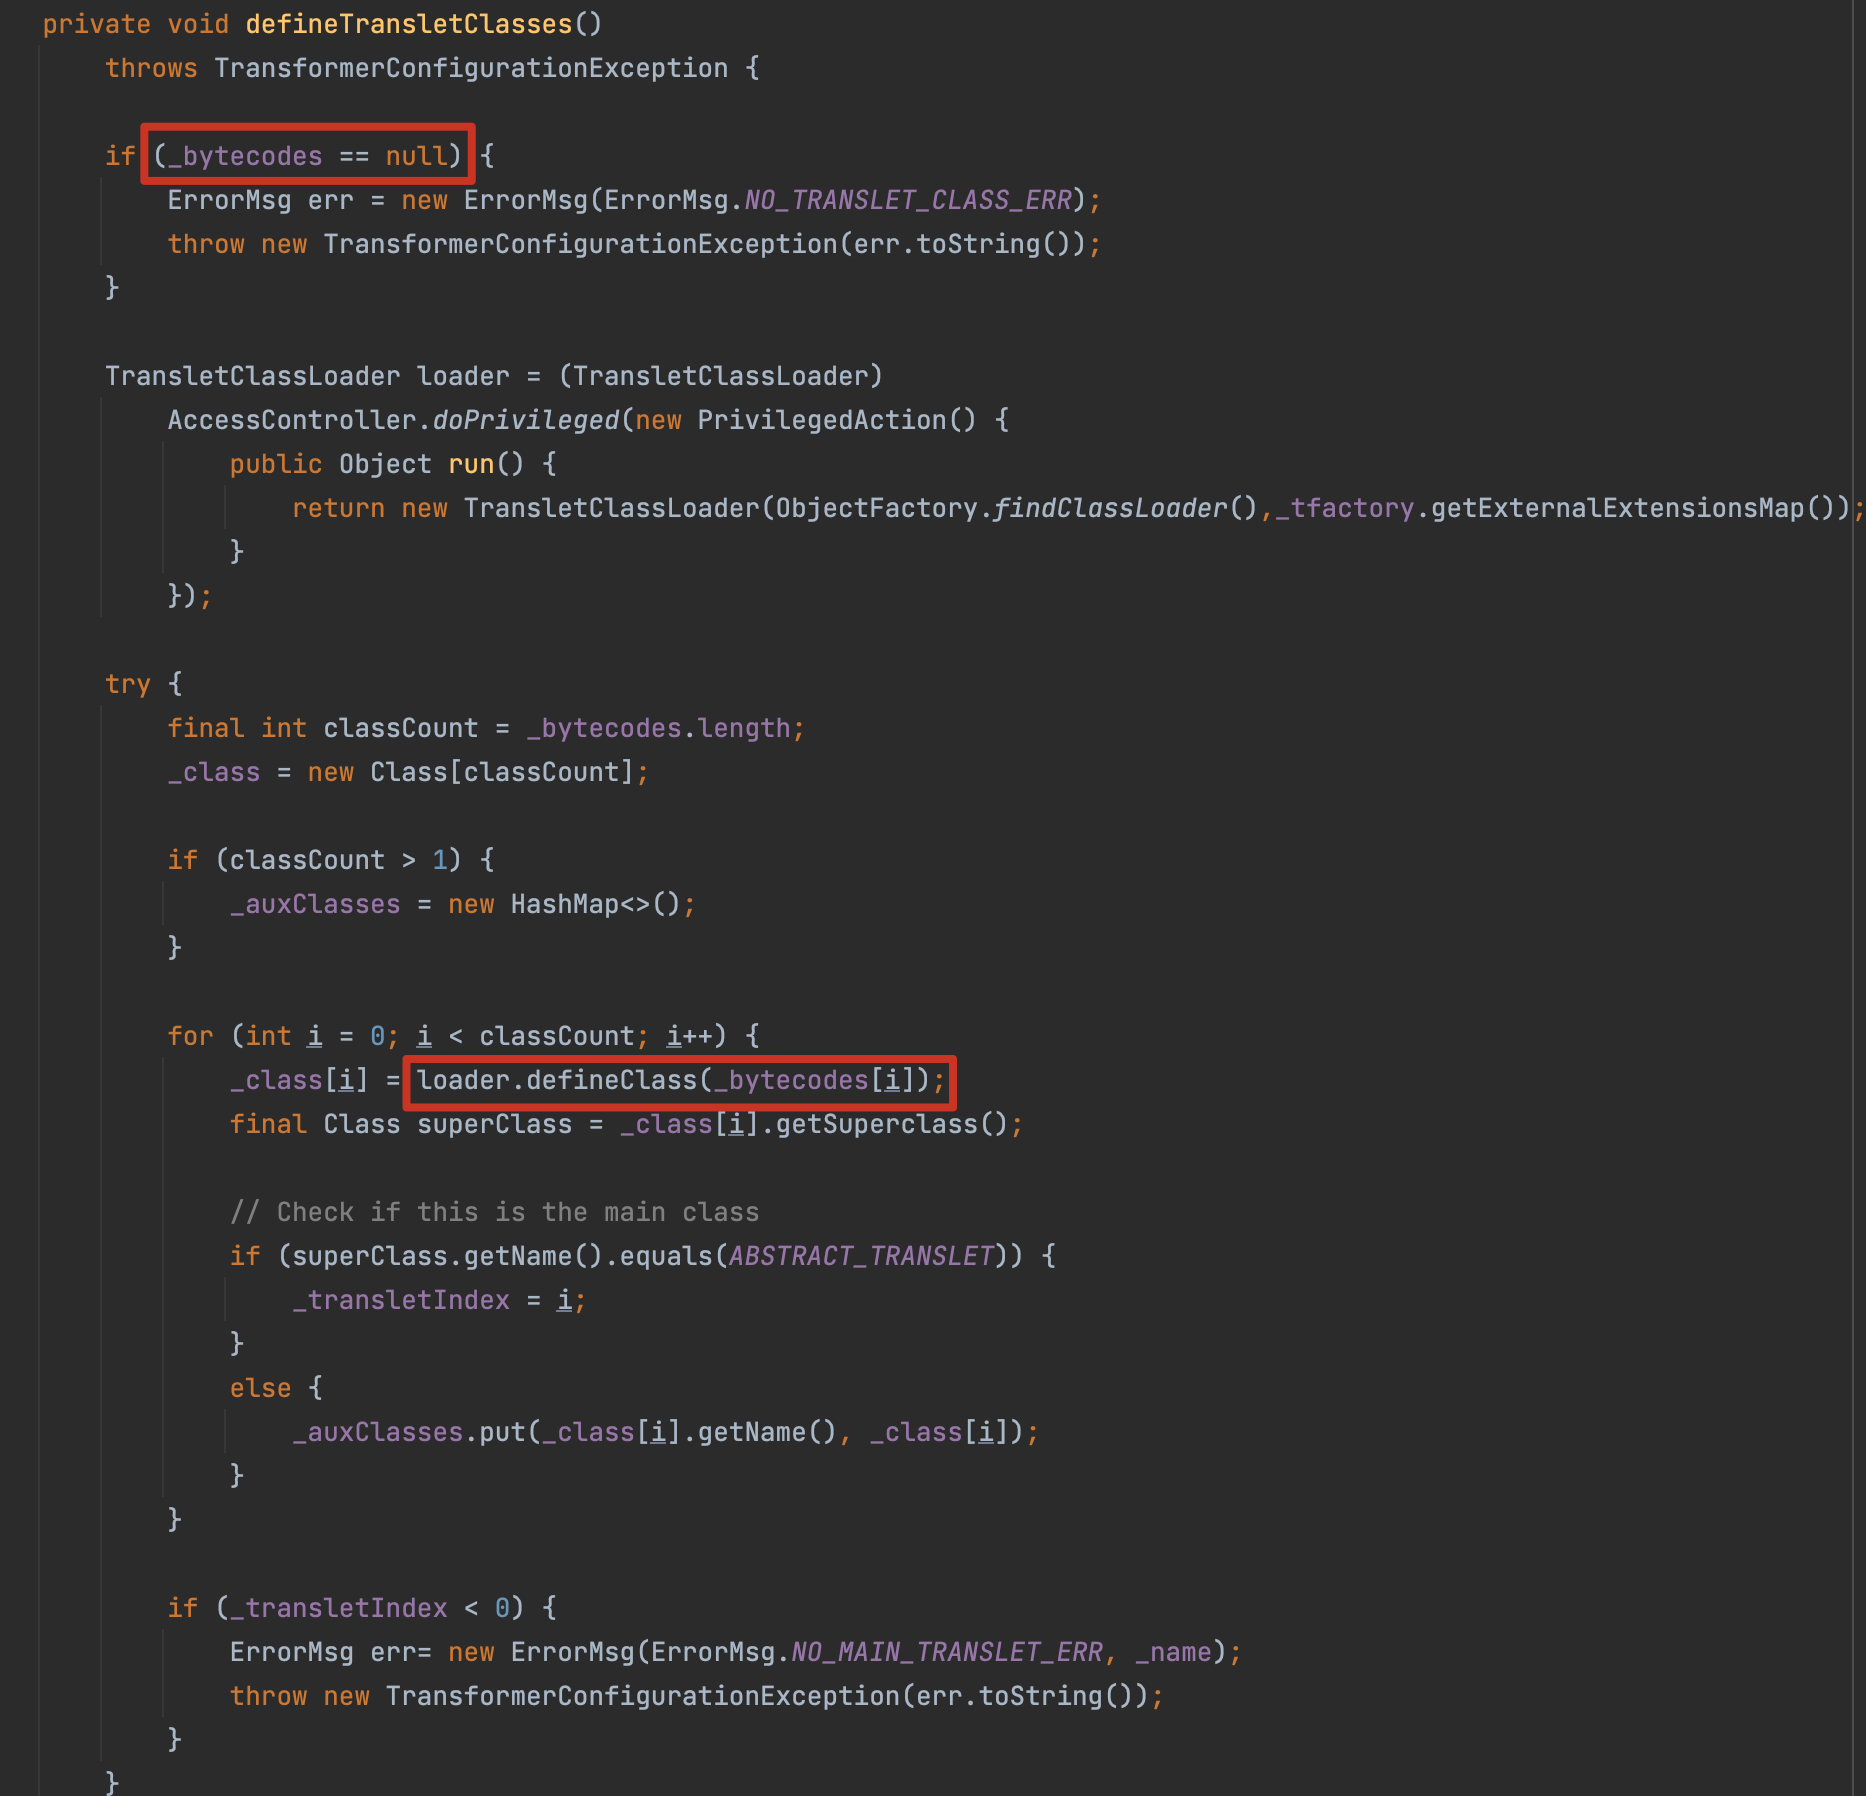 private void defineTransletClasses()
throws TransformerConfigurationException {
if (_bytecodes == null) {
ErrorMsg err = new ErrorMsg(ErrorMsg.NO_TRANSLET_CLASS_ERR);
throw new TransformerConfigurationException(err.toString());
}
TransletClassLoader loader = (TransletClassLoader)
AccessController.doPrivileged(new PrivilegedAction() {
public Object run() {
return new TransletClassLoader(ObjectFactory.findClassLoader(),_tfactory.getExternalExtensionsMap());
}
});
try {
final int classCount = _bytecodes.length;
_class = new Class[classCount];
if (classCount > 1) {
_auxClasses = new HashMap<>();
}
for (int i = 0; i < classCount; i++) {
_class[i] = loader.defineClass(_bytecodes[i]);
final Class superClass = _class[i].getSuperclass();
// Check if this is the main class
if (superClass.getName().equals(ABSTRACT_TRANSLET)) {
_transletIndex = i;
}
else {
_auxClasses.put(_class[i].getName(), _class[i]);
}
}
if (_transletIndex < 0) {
ErrorMsg err= new ErrorMsg(ErrorMsg.NO_MAIN_TRANSLET_ERR, _name);
throw new TransformerConfigurationException(err.toString());
}
}